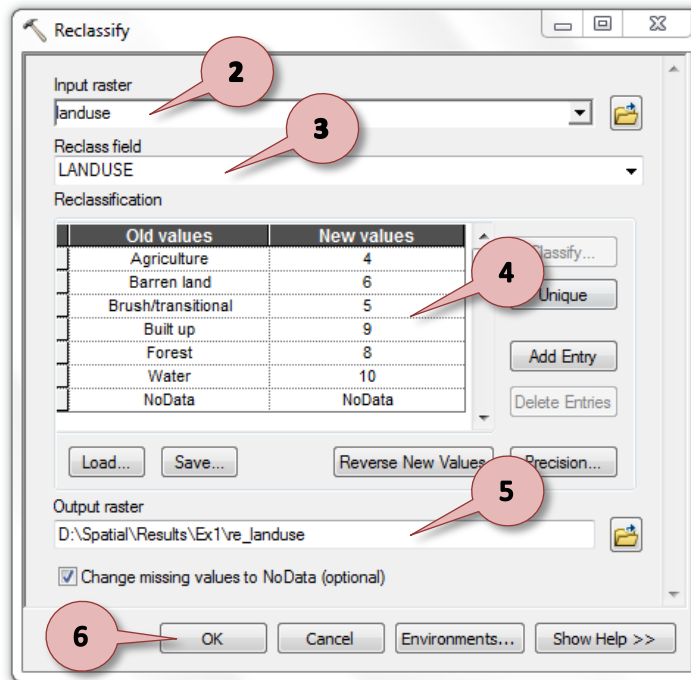 Reclassify
2
Input raster
landuse
3
Reclass field
LANDUSE
Reclassification
Old values New values
Agriculture 4
Barren land 6
Brush/transitional 5
Built up 9
Forest 8
Water 10
NoData NoData
4
lassify...
Unique
Add Entry
Delete Entries
Load... Save... Reverse New Values Precision...
5
Output raster
D:\Spatial\Results\Ex1\re_landuse
Change missing values to NoData (optional)
6
OK Cancel Environments... Show Help >>